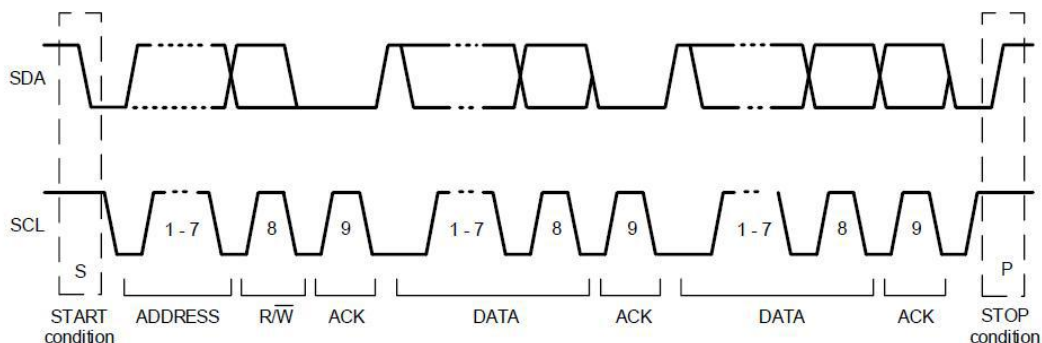 SDA
SCL
1 - 7
8
9
1 - 7
8
9
1 - 7
8
9
S
P
START
condition
ADDRESS
R/W̅
ACK
DATA
ACK
DATA
ACK
STOP
condition